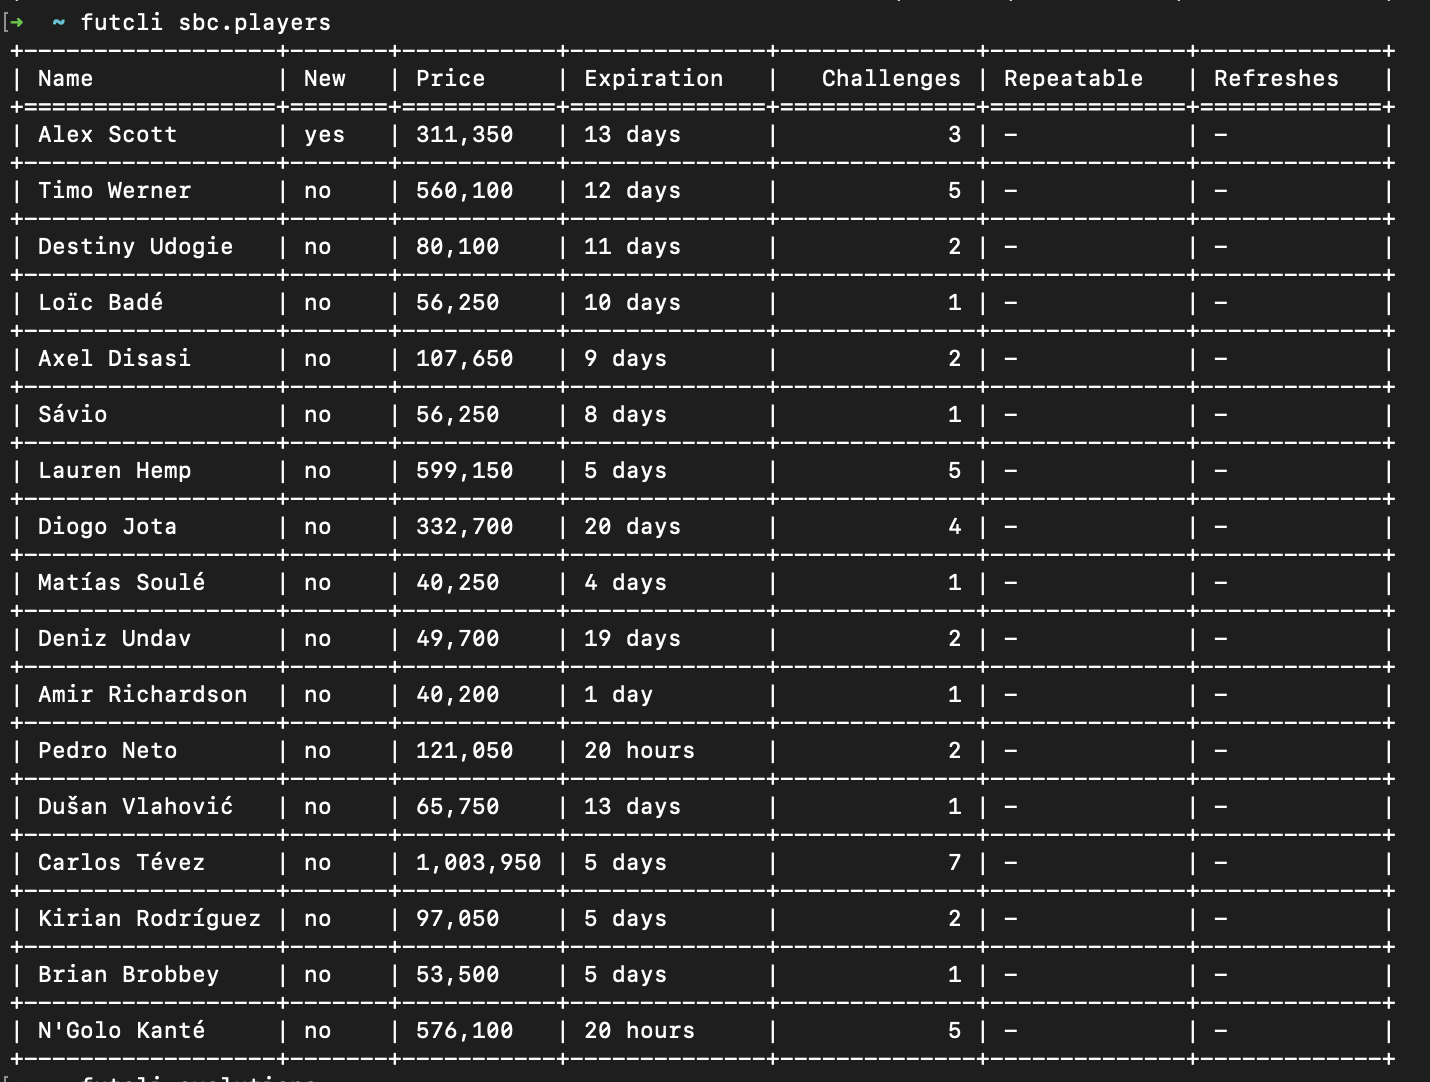 ➜ ~ futcli sbc.players
| Name | New | Price | Expiration | Challenges | Repeatable | Refreshes |
| Alex Scott | yes | 311,350 | 13 days | 3 | - | - |
| Timo Werner | no | 560,100 | 12 days | 5 | - | - |
| Destiny Udogie | no | 80,100 | 11 days | 2 | - | - |
| Loïc Badé | no | 56,250 | 10 days | 1 | - | - |
| Axel Disasi | no | 107,650 | 9 days | 2 | - | - |
| Sávio | no | 56,250 | 8 days | 1 | - | - |
| Lauren Hemp | no | 599,150 | 5 days | 5 | - | - |
| Diogo Jota | no | 332,700 | 20 days | 4 | - | - |
| Matías Soulé | no | 40,250 | 4 days | 1 | - | - |
| Deniz Undav | no | 49,700 | 19 days | 2 | - | - |
| Amir Richardson | no | 40,200 | 1 day | 1 | - | - |
| Pedro Neto | no | 121,050 | 20 hours | 2 | - | - |
| Dušan Vlahović | no | 65,750 | 13 days | 1 | - | - |
| Carlos Tévez | no | 1,003,950 | 5 days | 7 | - | - |
| Kirian Rodríguez | no | 97,050 | 5 days | 2 | - | - |
| Brian Brobbey | no | 53,500 | 5 days | 1 | - | - |
| N'Golo Kanté | no | 576,100 | 20 hours | 5 | - | - |